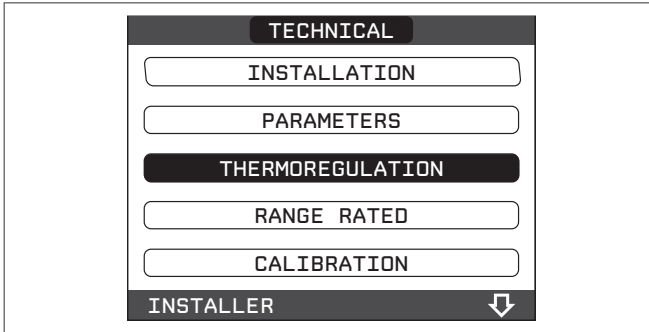 TECHNICAL
INSTALLATION
PARAMETERS
THERMOREGULATION
RANGE RATED
CALIBRATION
INSTALLER